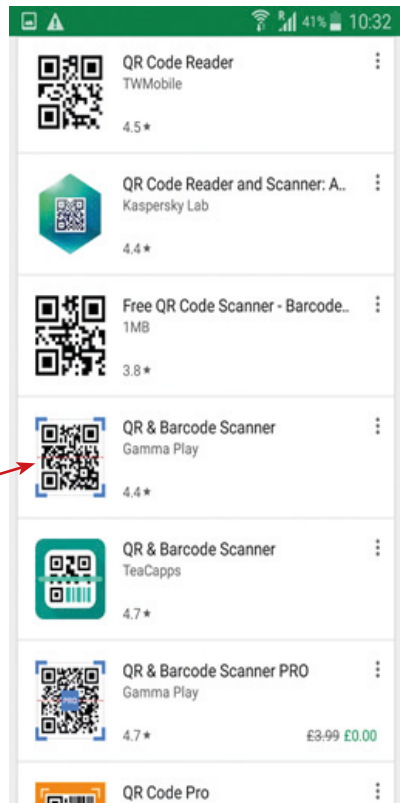 R 41% 10:32
QR Code Reader
TWMobile
4.5★
QR Code Reader and Scanner: A..
Kaspersky Lab
4.4★
Free QR Code Scanner - Barcode..
1MB
3.8★
QR & Barcode Scanner
Gamma Play
4.4★
QR & Barcode Scanner
TeaCapps
4.7★
QR & Barcode Scanner PRO
PRO
Gamma Play
4.7★ £3.99 £0.00
QR Code Pro